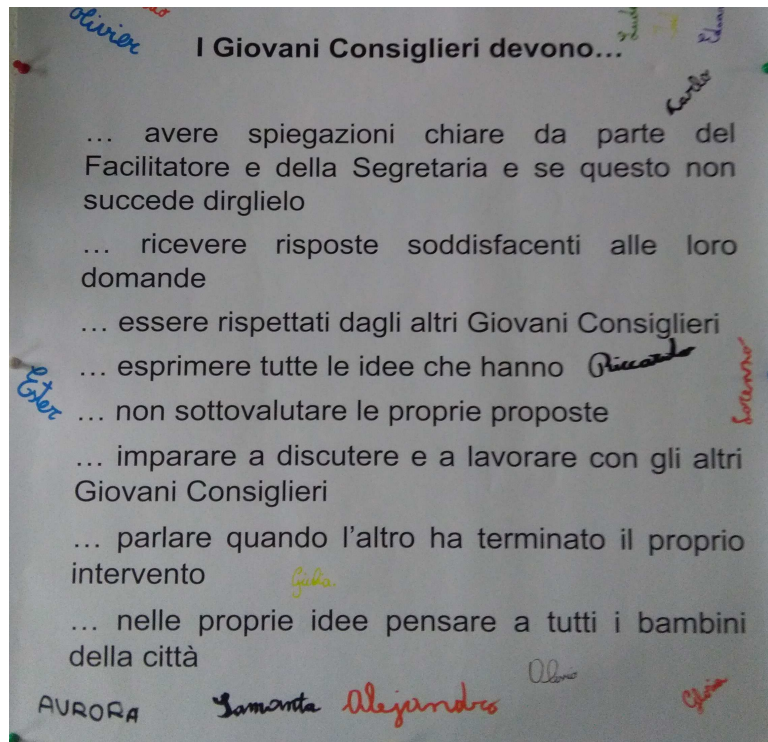 olivier
I Giovani Consiglieri devono...
Carlo
... avere spiegazioni chiare da parte del
Facilitatore e della Segretaria e se questo non
succede dirglielo
... ricevere risposte soddisfacenti alle loro
domande
... essere rispettati dagli altri Giovani Consiglieri
... esprimere tutte le idee che hanno Riccardo
Lorenzo
Ester
... non sottovalutare le proprie proposte
... imparare a discutere e a lavorare con gli altri
Giovani Consiglieri
... parlare quando l'altro ha terminato il proprio
intervento Giulia.
... nelle proprie idee pensare a tutti i bambini
della città
AURORA Samanta Alejandro Gloria